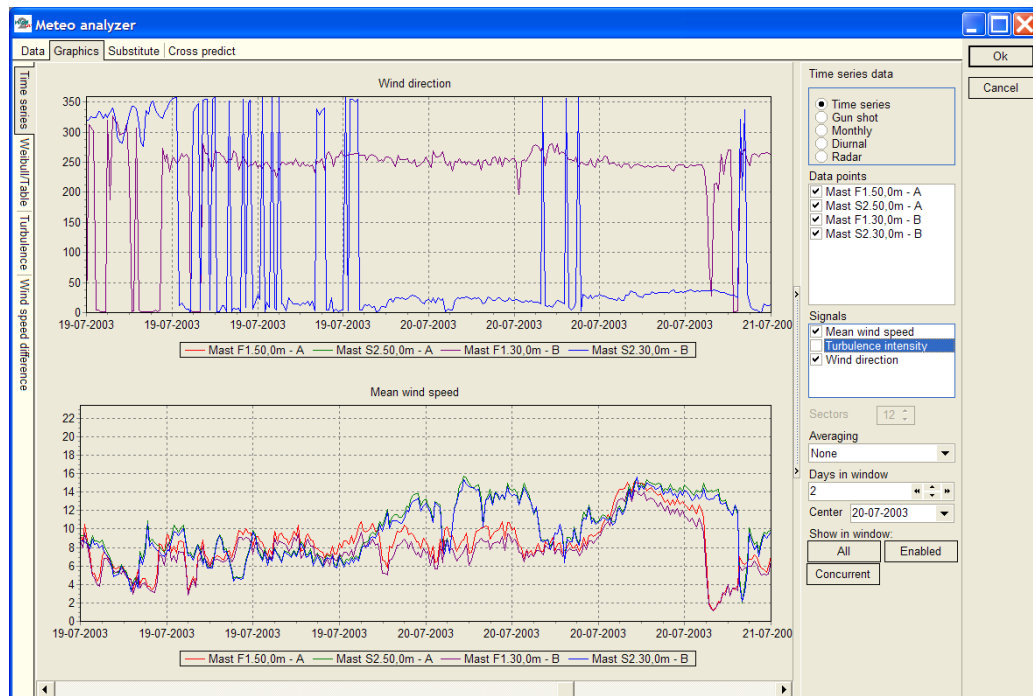 Meteo analyzer
Data Graphics Substitute Cross predict
Ok
Cancel
Time series
Weibull/Table
Turbulence
Wind speed difference
Wind direction
350
300
250
200
150
100
50
0
19-07-2003 19-07-2003 19-07-2003 19-07-2003 20-07-2003 20-07-2003 20-07-2003 20-07-2003 21-07-200
Mast F1.50,0m - A Mast S2.50,0m - A Mast F1.30,0m - B Mast S2.30,0m - B
Mean wind speed
22
20
18
16
14
12
10
8
6
4
2
0
19-07-2003 19-07-2003 19-07-2003 19-07-2003 20-07-2003 20-07-2003 20-07-2003 20-07-2003 21-07-200
Mast F1.50,0m - A Mast S2.50,0m - A Mast F1.30,0m - B Mast S2.30,0m - B
Time series data
Time series
Gun shot
Monthly
Diurnal
Radar
Data points
Mast F1.50,0m - A
Mast S2.50,0m - A
Mast F1.30,0m - B
Mast S2.30,0m - B
Signals
Mean wind speed
Turbulence intensity
Wind direction
Sectors 12
Averaging
None
Days in window
2
Center 20-07-2003
Show in window:
All Enabled
Concurrent